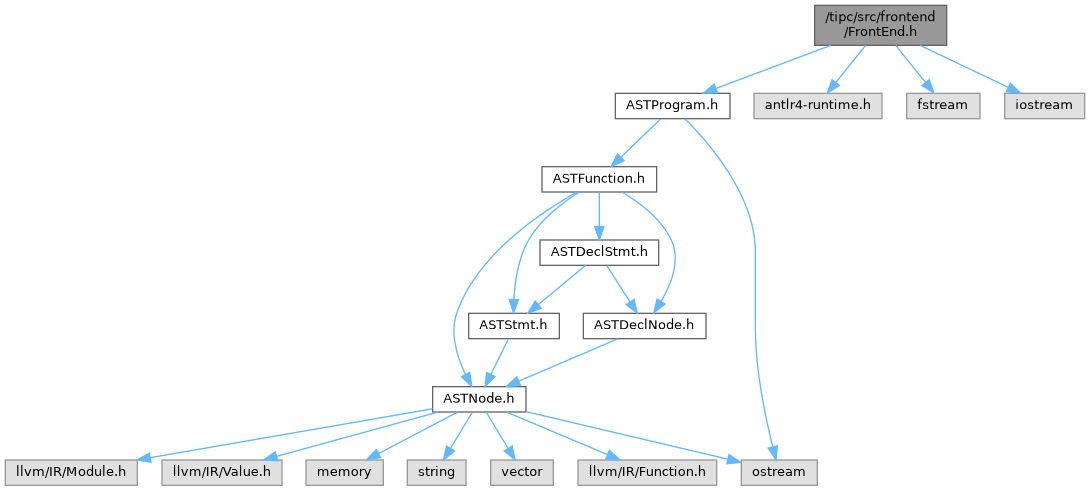 /tipc/src/frontend
/FrontEnd.h
ASTProgram.h
antlr4-runtime.h
fstream
iostream
ASTFunction.h
ASTDeclStmt.h
ASTStmt.h
ASTDeclNode.h
ASTNode.h
llvm/IR/Module.h
llvm/IR/Value.h
memory
string
vector
llvm/IR/Function.h
ostream